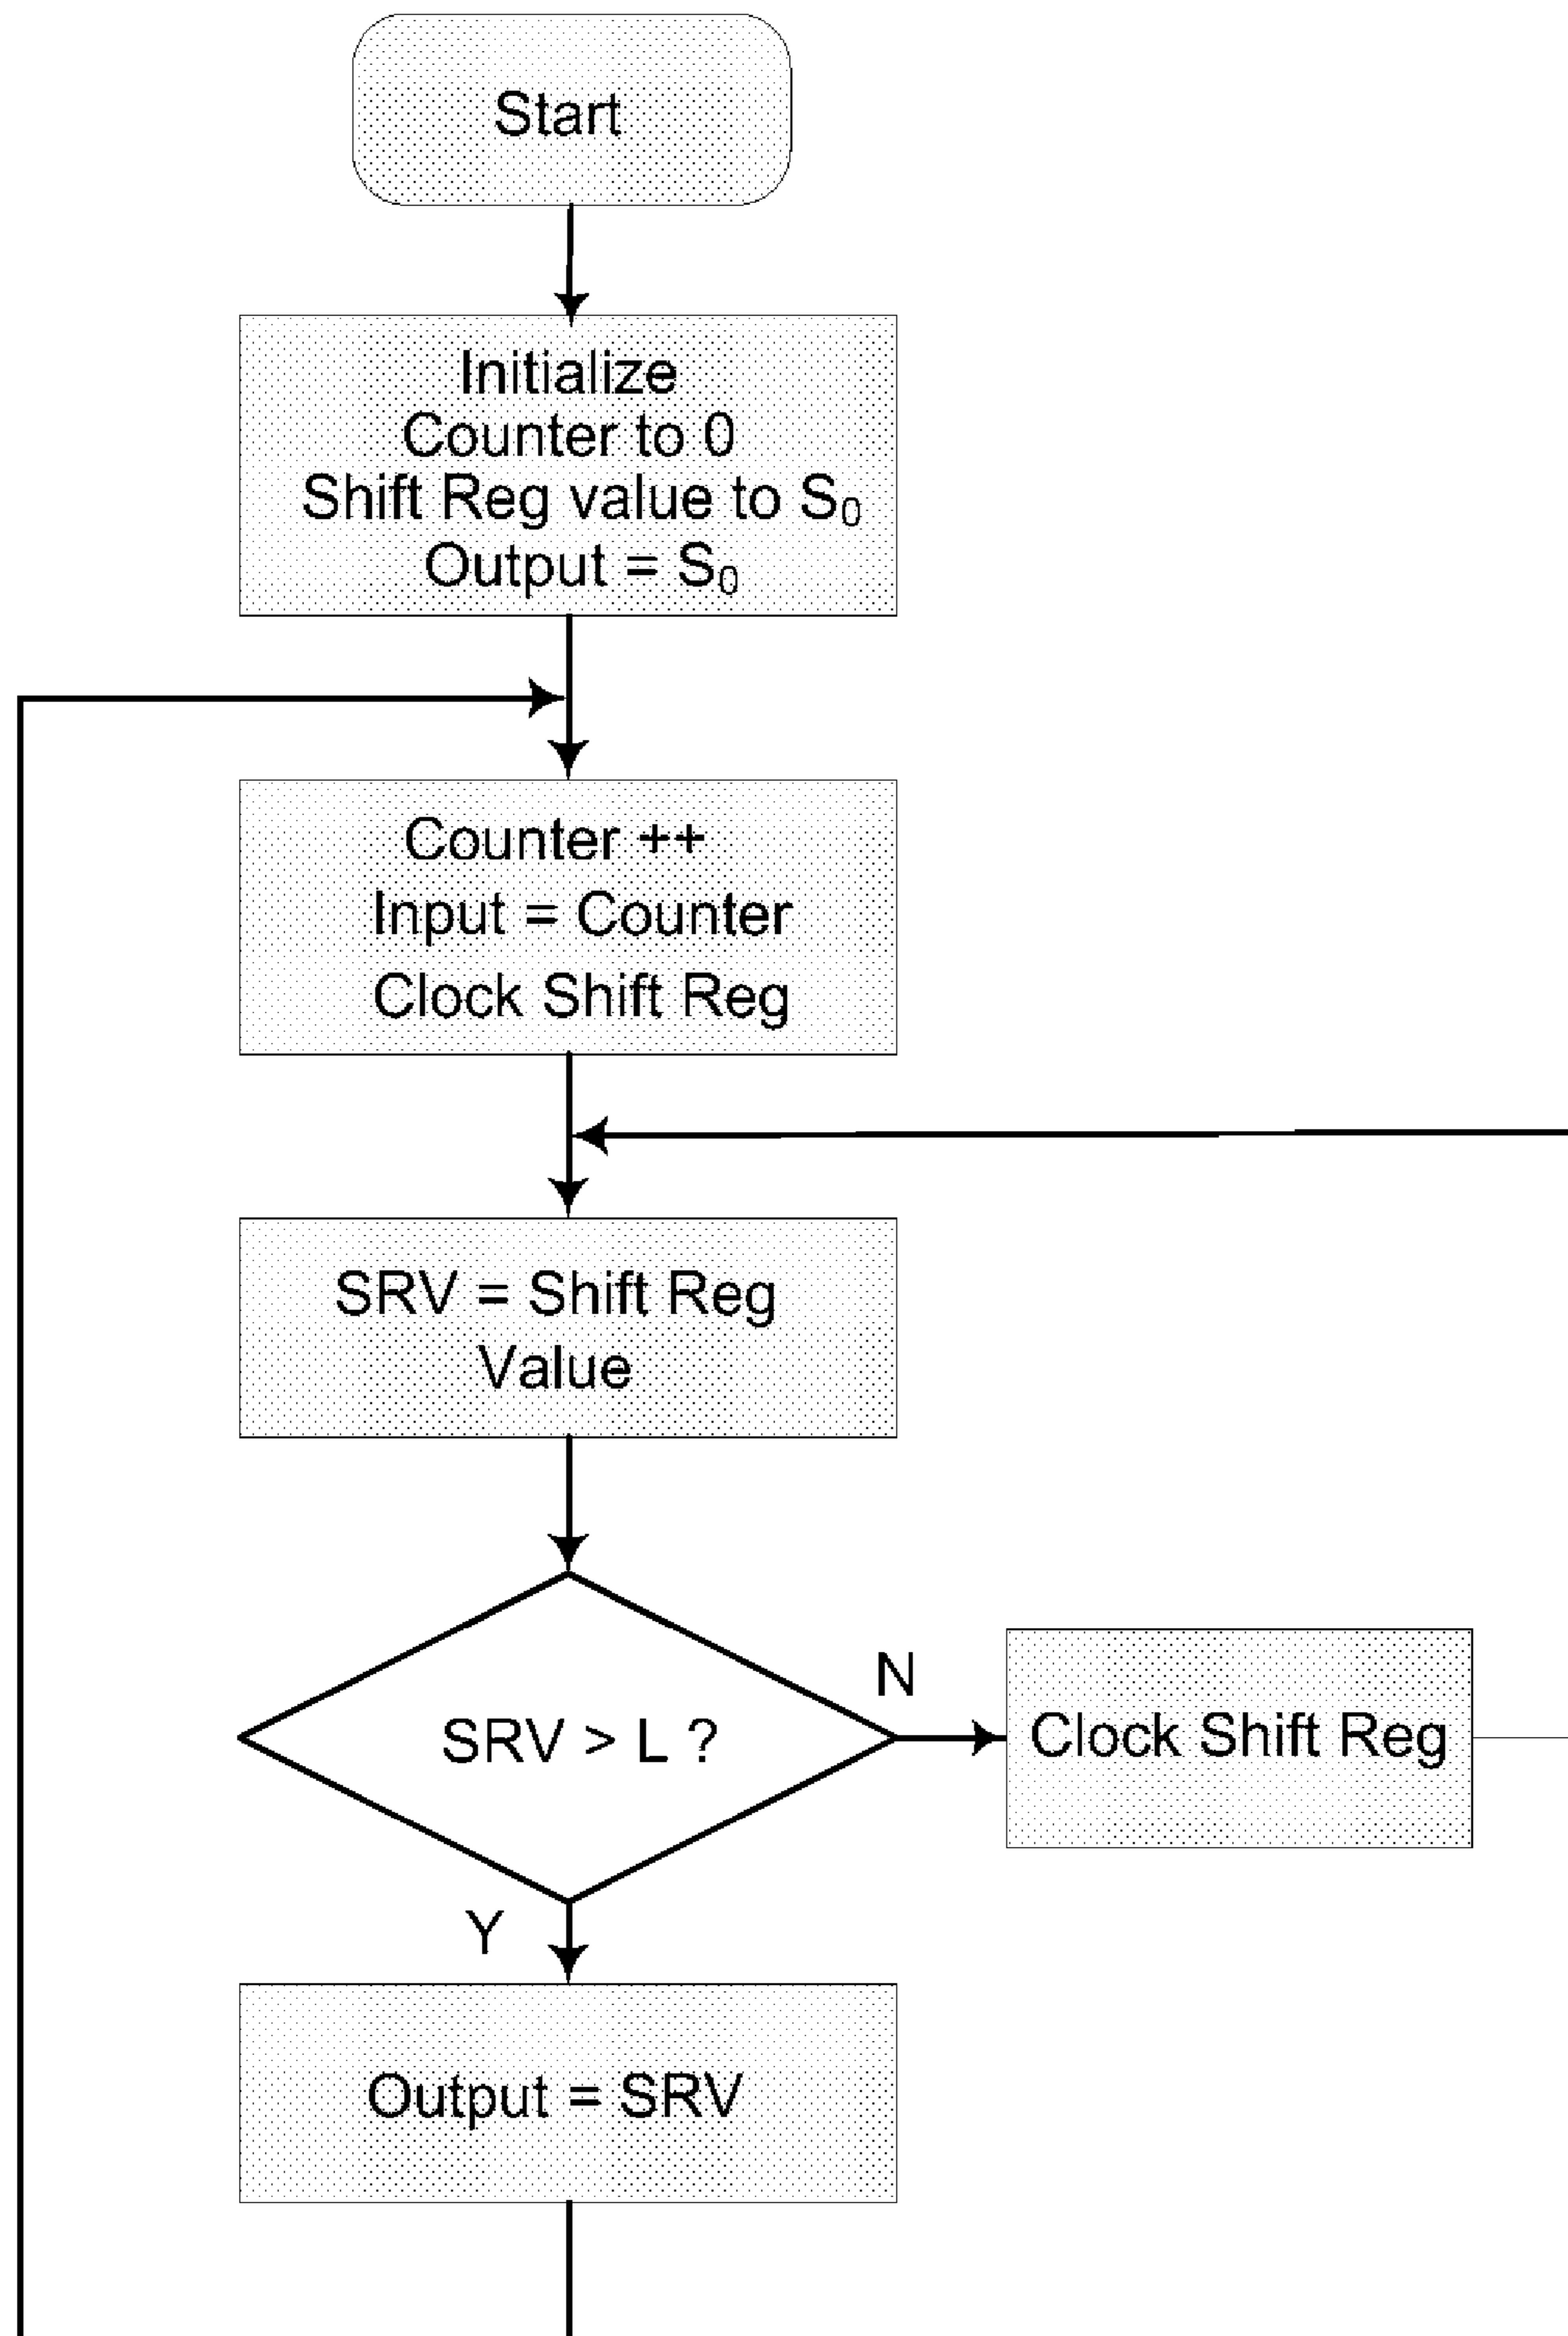 Start
Initialize
Counter to 0
Shift Reg value to S₀
Output = S₀
Counter ++
Input = Counter
Clock Shift Reg
SRV = Shift Reg
Value
SRV > L ?
N
Clock Shift Reg
Y
Output = SRV